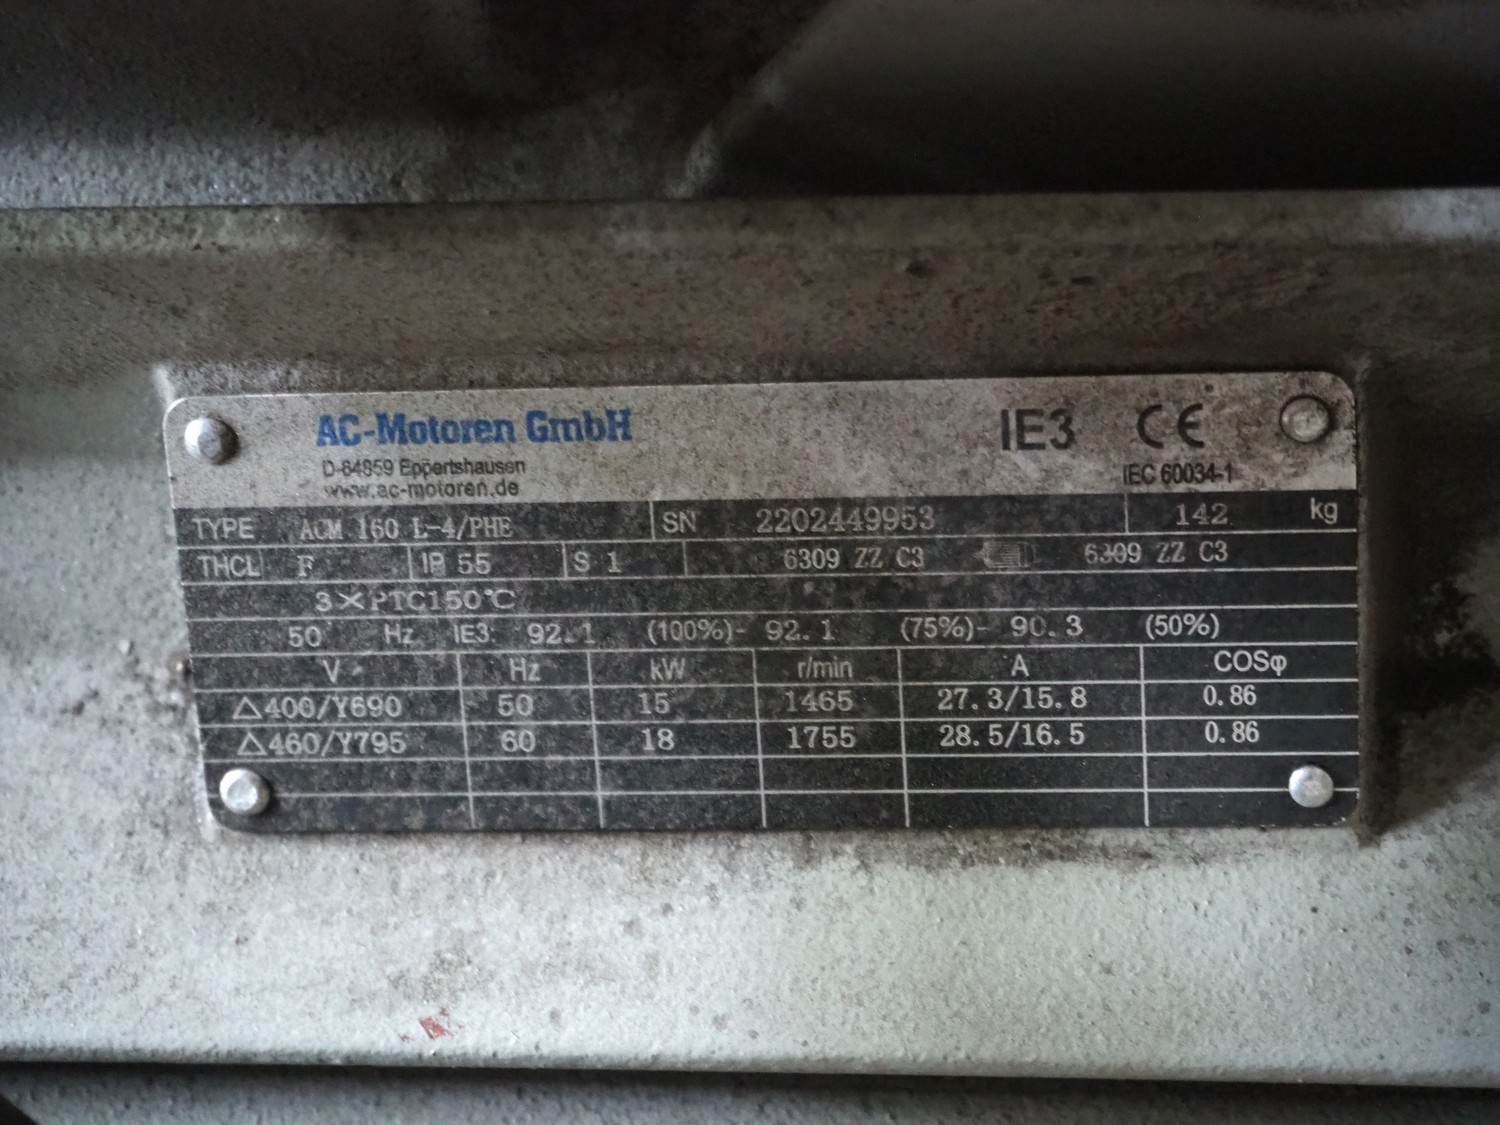 AC-Motoren GmbH
IE3 CE
D-64859 Eppertshausen
www.ac-motoren.de
IEC 60034-1
TYPE ACM 160 L-4/PHE SN 2202449953 142 kg
THCL F IP 55 S 1 6309 ZZ C3 6309 ZZ C3
3×PTC150℃
50 Hz IE3: 92.1 (100%)- 92.1 (75%)- 90.3 (50%)
V Hz kW r/min A COSφ
△400/Y690 50 15 1465 27.3/15.8 0.86
△460/Y795 60 18 1755 28.5/16.5 0.86